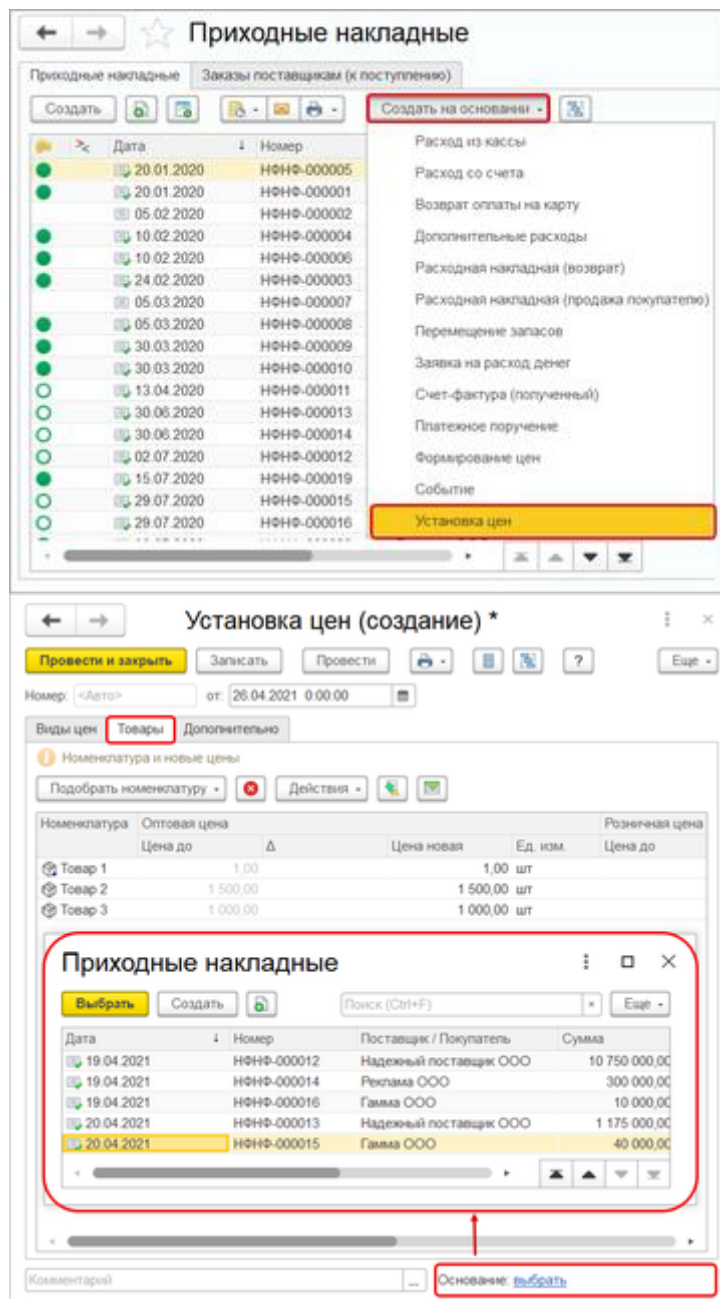 Приходные накладные
Приходные накладные Заказы поставщикам (к поступлению)
Создать Создать на основании
Дата Номер
20.01.2020 НФНФ-000005
20.01.2020 НФНФ-000001
05.02.2020 НФНФ-000002
10.02.2020 НФНФ-000004
10.02.2020 НФНФ-000006
24.02.2020 НФНФ-000003
05.03.2020 НФНФ-000007
05.03.2020 НФНФ-000008
30.03.2020 НФНФ-000009
30.03.2020 НФНФ-000010
13.04.2020 НФНФ-000011
30.06.2020 НФНФ-000013
30.06.2020 НФНФ-000014
02.07.2020 НФНФ-000012
15.07.2020 НФНФ-000019
29.07.2020 НФНФ-000015
29.07.2020 НФНФ-000016
Расход из кассы
Расход со счета
Возврат оплаты на карту
Дополнительные расходы
Расходная накладная (возврат)
Расходная накладная (продажа покупателю)
Перемещение запасов
Заявка на расход денег
Счет-фактура (полученный)
Платежное поручение
Формирование цен
Событие
Установка цен
Установка цен (создание) *
Провести и закрыть Записать Провести ? Еще
Номер: <Авто> от: 26.04.2021 0:00:00
Виды цен Товары Дополнительно
Номенклатура и новые цены
Подобрать номенклатуру Действия
Номенклатура Оптовая цена Розничная цена
Цена до Δ Цена новая Ед. изм. Цена до
Товар 1 1,00 1,00 шт
Товар 2 1 500,00 1 500,00 шт
Товар 3 1 000,00 1 000,00 шт
Приходные накладные
Выбрать Создать Поиск (Ctrl+F) × Еще
Дата Номер Поставщик / Покупатель Сумма
19.04.2021 НФНФ-000012 Надежный поставщик ООО 10 750 000,00
19.04.2021 НФНФ-000014 Реклама ООО 300 000,00
19.04.2021 НФНФ-000016 Гамма ООО 10 000,00
20.04.2021 НФНФ-000013 Надежный поставщик ООО 1 175 000,00
20.04.2021 НФНФ-000015 Гамма ООО 40 000,00
Комментарий ... Основание: выбрать